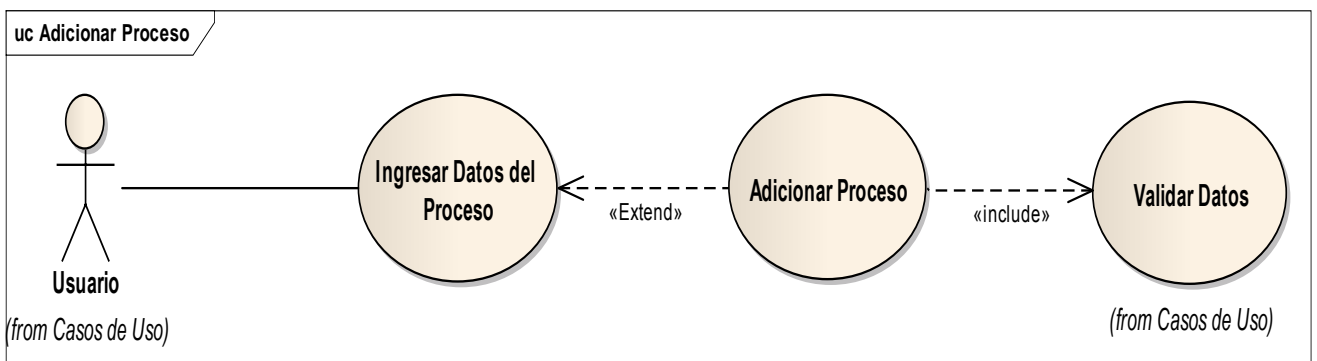 uc Adicionar Proceso
Ingresar Datos del
Proceso
Adicionar Proceso
Validar Datos
«Extend»
«include»
Usuario
(from Casos de Uso)
(from Casos de Uso)